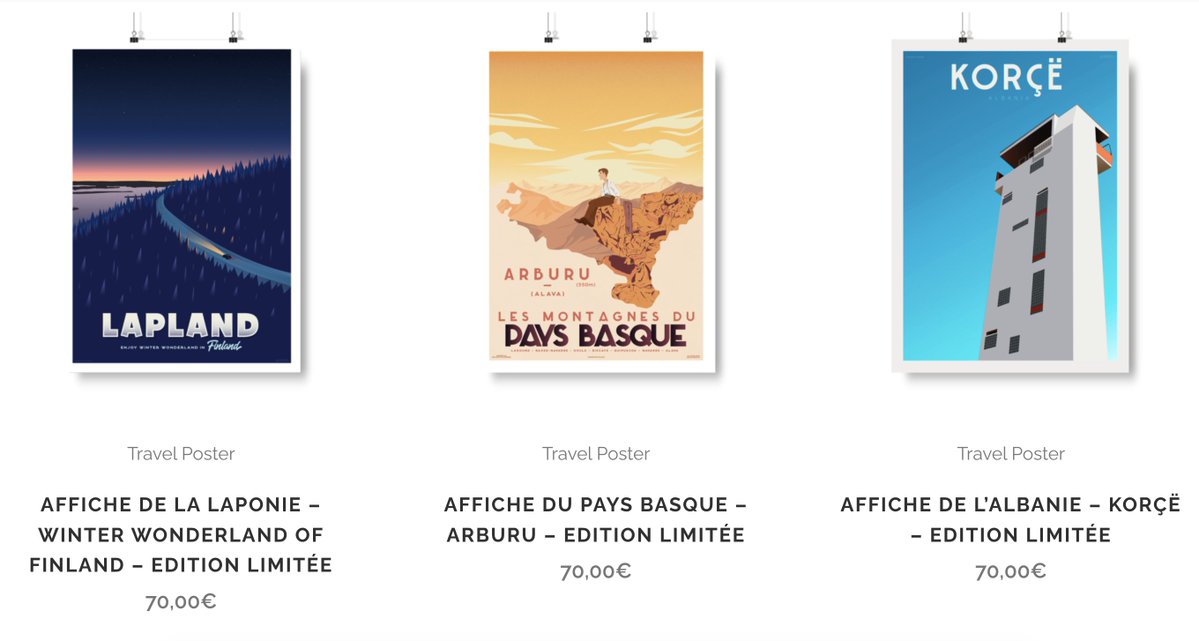 LAPLAND
ENJOY WINTER WONDERLAND IN Finland
ARBURU
(550m)
(ALAVA)
LES MONTAGNES DU
PAYS BASQUE
KORÇË
ALBANIA
Travel Poster
AFFICHE DE LA LAPONIE –
WINTER WONDERLAND OF
FINLAND – EDITION LIMITÉE
70,00€
Travel Poster
AFFICHE DU PAYS BASQUE –
ARBURU – EDITION LIMITÉE
70,00€
Travel Poster
AFFICHE DE L’ALBANIE – KORÇË
– EDITION LIMITÉE
70,00€